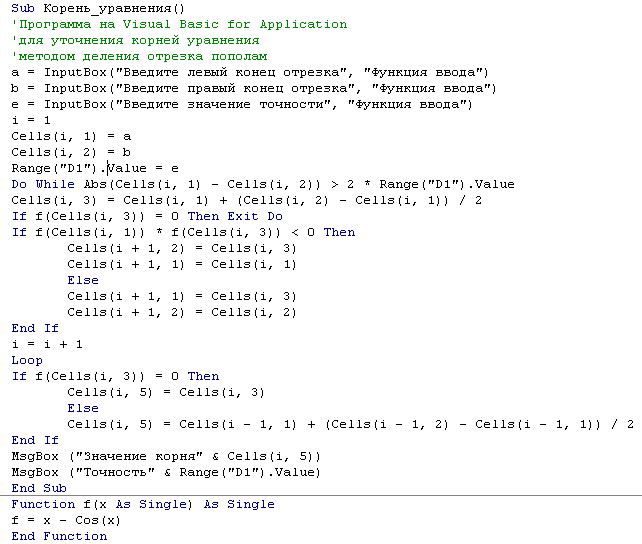 Sub Корень_уравнения()
'Программа на Visual Basic for Application
'для уточнения корней уравнения
'методом деления отрезка пополам
a = InputBox("Введите левый конец отрезка", "Функция ввода")
b = InputBox("Введите правый конец отрезка", "Функция ввода")
e = InputBox("Введите значение точности", "Функция ввода")
i = 1
Cells(i, 1) = a
Cells(i, 2) = b
Range("D1").Value = e
Do While Abs(Cells(i, 1) - Cells(i, 2)) > 2 * Range("D1").Value
Cells(i, 3) = Cells(i, 1) + (Cells(i, 2) - Cells(i, 1)) / 2
If f(Cells(i, 3)) = 0 Then Exit Do
If f(Cells(i, 1)) * f(Cells(i, 3)) < 0 Then
Cells(i + 1, 2) = Cells(i, 3)
Cells(i + 1, 1) = Cells(i, 1)
Else
Cells(i + 1, 1) = Cells(i, 3)
Cells(i + 1, 2) = Cells(i, 2)
End If
i = i + 1
Loop
If f(Cells(i, 3)) = 0 Then
Cells(i, 5) = Cells(i, 3)
Else
Cells(i, 5) = Cells(i - 1, 1) + (Cells(i - 1, 2) - Cells(i - 1, 1)) / 2
End If
MsgBox ("Значение корня" & Cells(i, 5))
MsgBox ("Точность" & Range("D1").Value)
End Sub
Function f(x As Single) As Single
f = x - Cos(x)
End Function